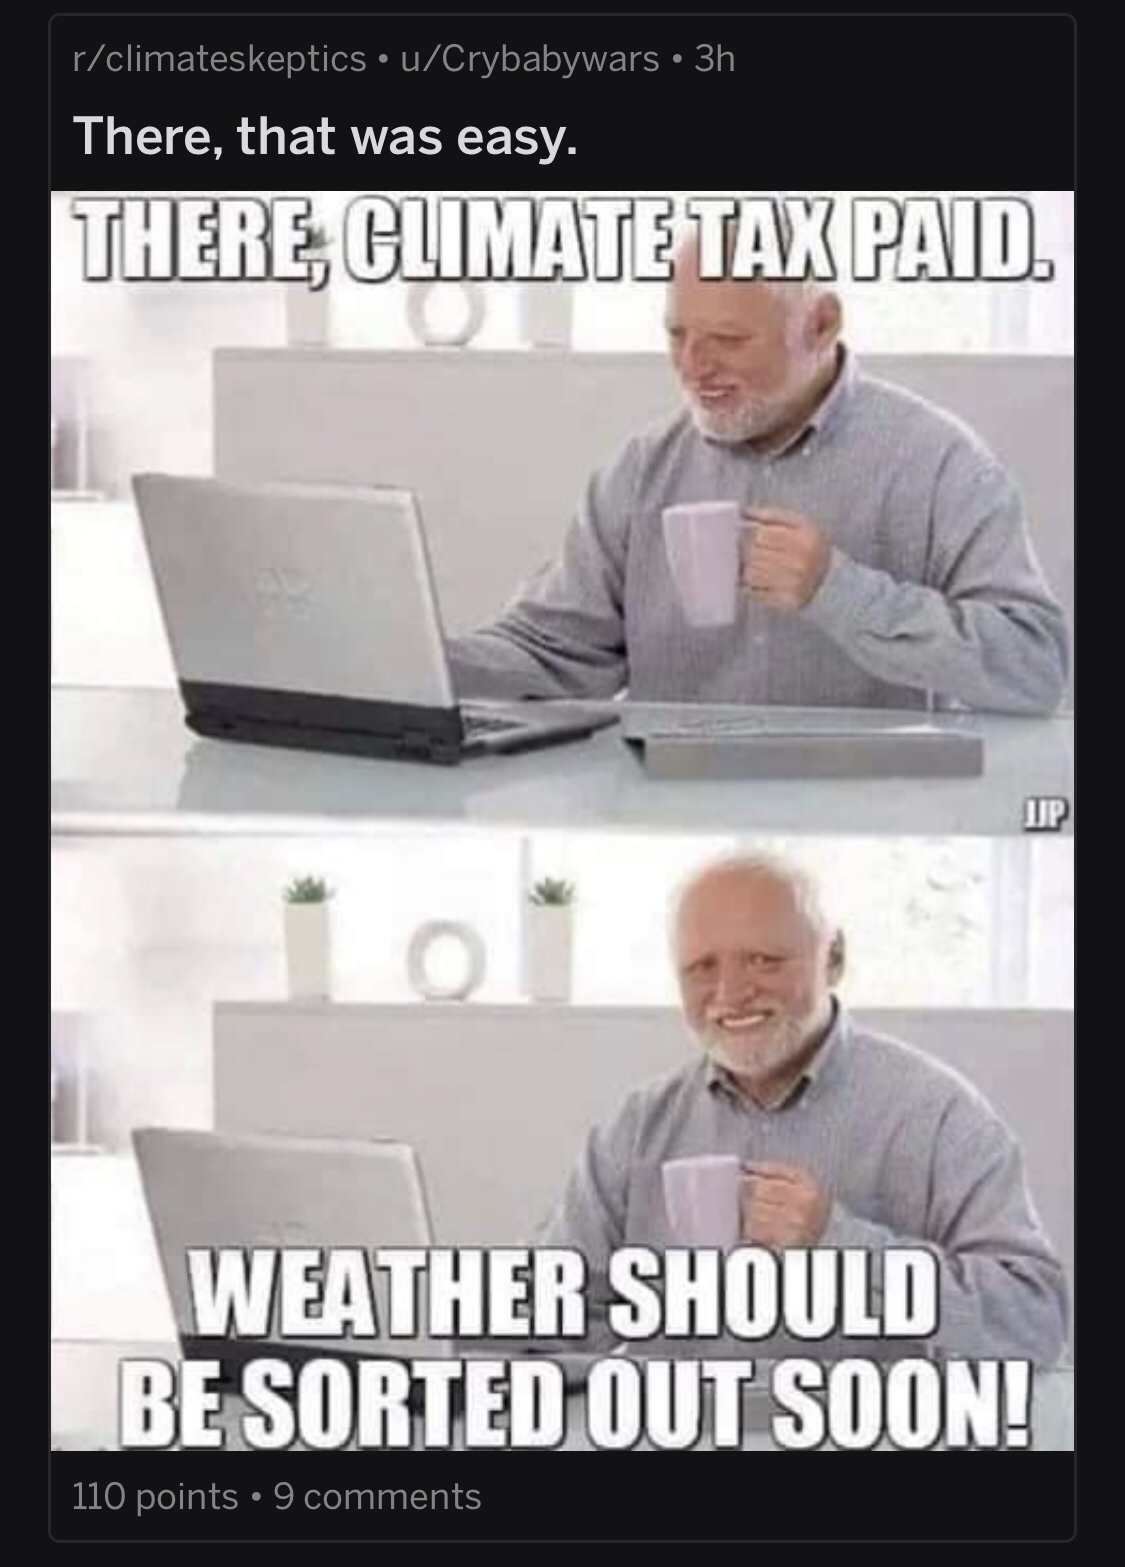 r/climateskeptics • u/Crybabywars • 3h
There, that was easy.
THERE, CLIMATE TAX PAID.
JJP
WEATHER SHOULD
BE SORTED OUT SOON!
110 points • 9 comments